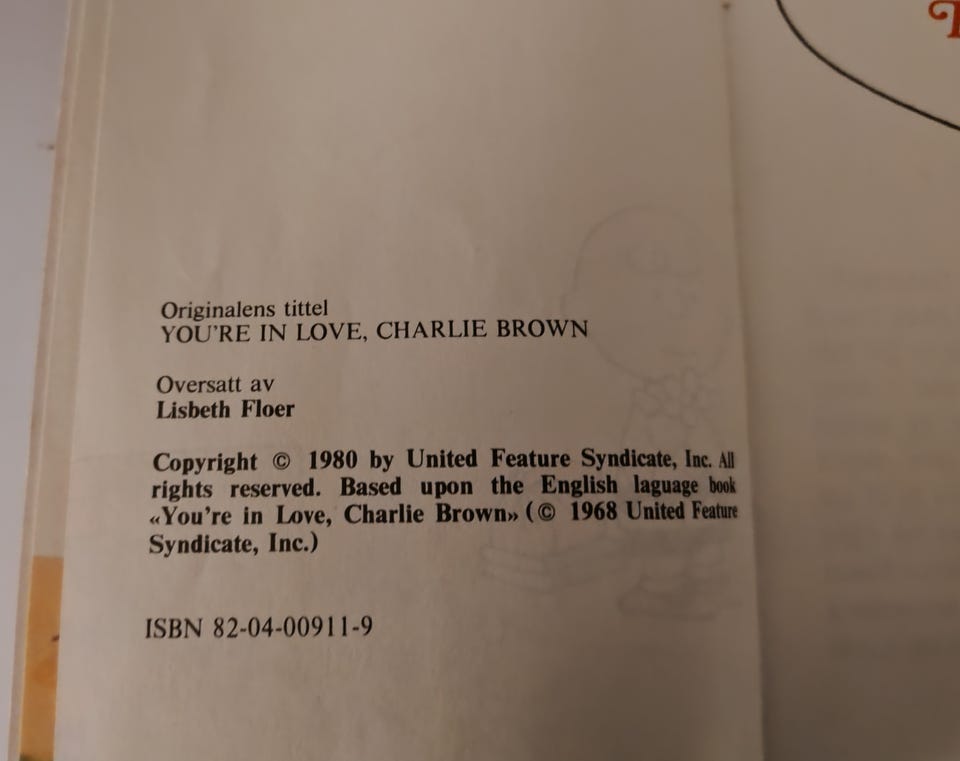 Originalens tittel
YOU'RE IN LOVE, CHARLIE BROWN
Oversatt av
Lisbeth Floer
Copyright © 1980 by United Feature Syndicate, Inc. All
rights reserved. Based upon the English laguage book
«You're in Love, Charlie Brown» (© 1968 United Feature
Syndicate, Inc.)
ISBN 82-04-00911-9